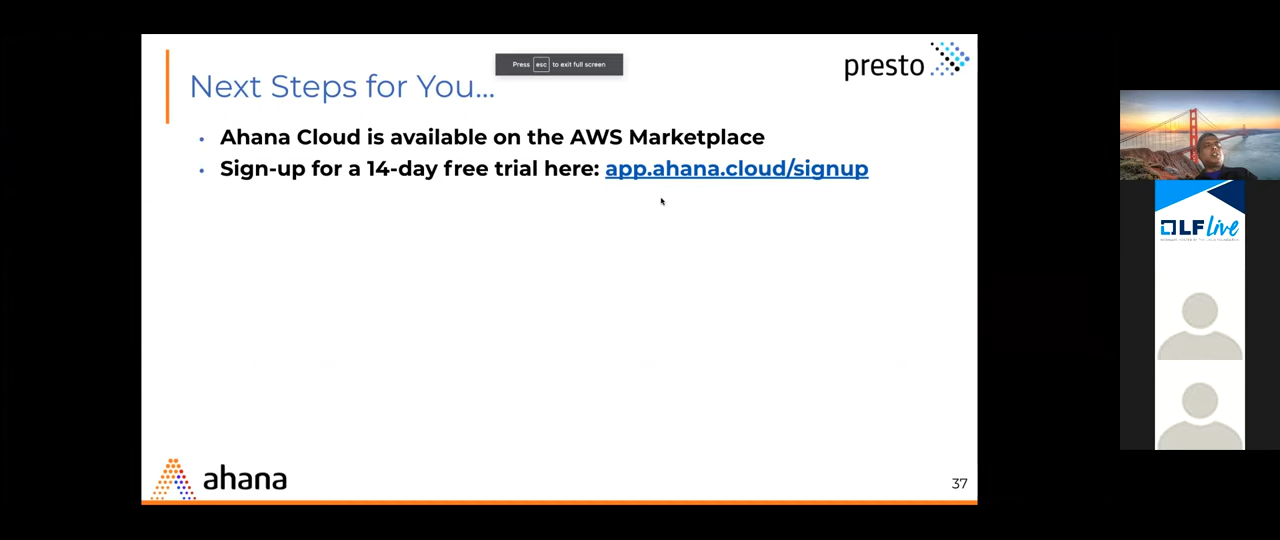 Press esc to exit full screen
presto
Next Steps for You...
• Ahana Cloud is available on the AWS Marketplace
• Sign-up for a 14-day free trial here: app.ahana.cloud/signup
LF Live
ahana
37